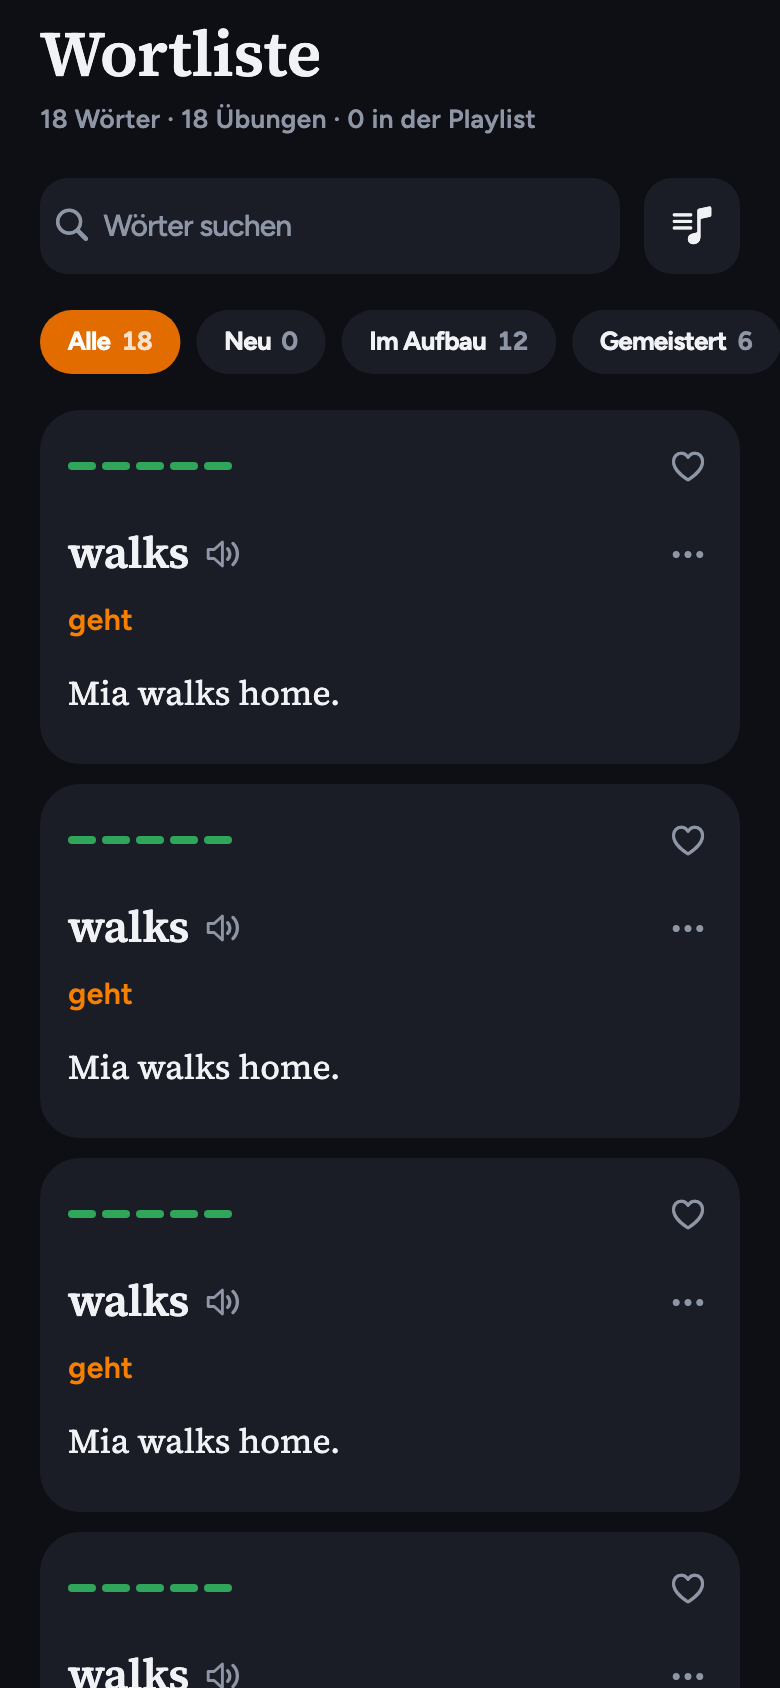 Wortliste
18 Wörter · 18 Übungen · 0 in der Playlist
Wörter suchen
Alle 18 Neu 0 Im Aufbau 12 Gemeistert 6
walks
geht
Mia walks home.
walks
geht
Mia walks home.
walks
geht
Mia walks home.
walks